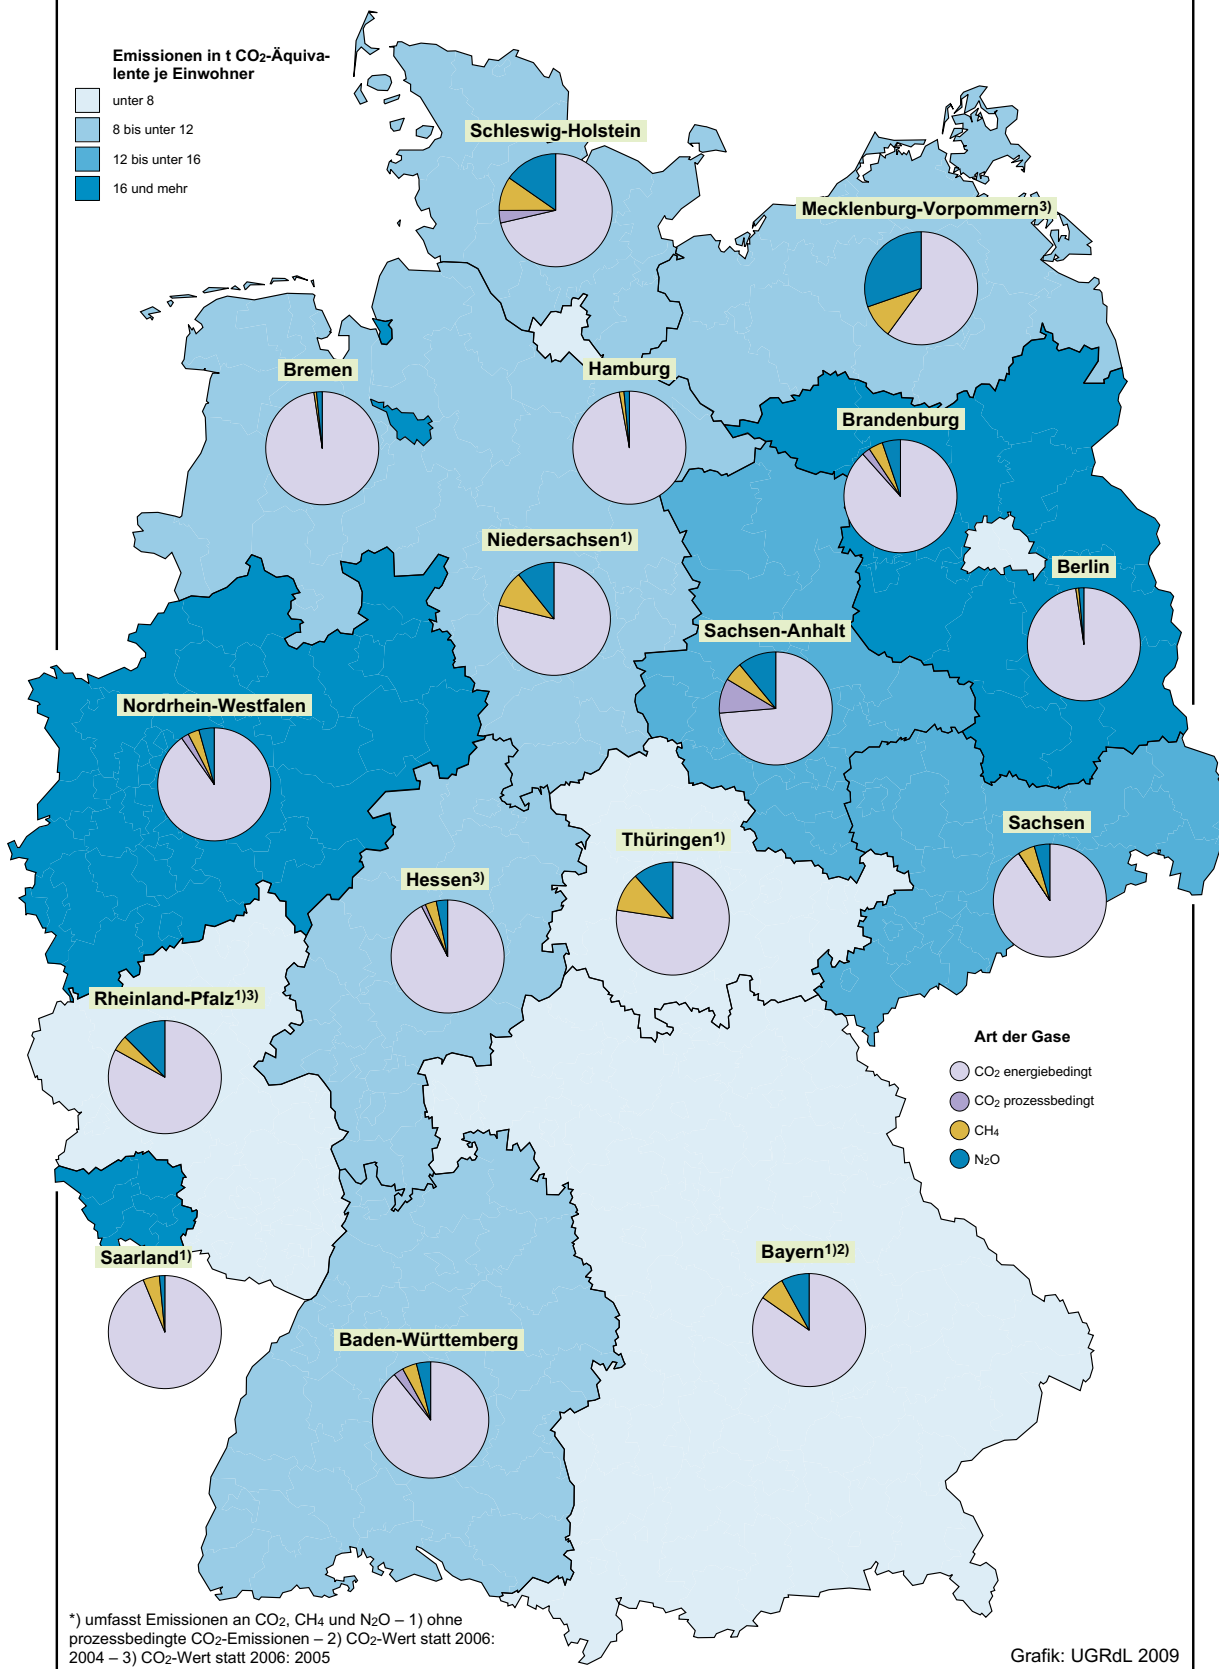 Emissionen in t CO₂-Äquiva-
lente je Einwohner
unter 8
8 bis unter 12
12 bis unter 16
16 und mehr
Schleswig-Holstein
Mecklenburg-Vorpommern³⁾
Bremen
Hamburg
Brandenburg
Niedersachsen¹⁾
Berlin
Sachsen-Anhalt
Nordrhein-Westfalen
Sachsen
Thüringen¹⁾
Hessen³⁾
Rheinland-Pfalz¹⁾³⁾
Art der Gase
CO₂ energiebedingt
CO₂ prozessbedingt
CH₄
N₂O
Saarland¹⁾
Bayern¹⁾²⁾
Baden-Württemberg
*) umfasst Emissionen an CO₂, CH₄ und N₂O – 1) ohne
prozessbedingte CO₂-Emissionen – 2) CO₂-Wert statt 2006:
2004 – 3) CO₂-Wert statt 2006: 2005
Grafik: UGRdL 2009